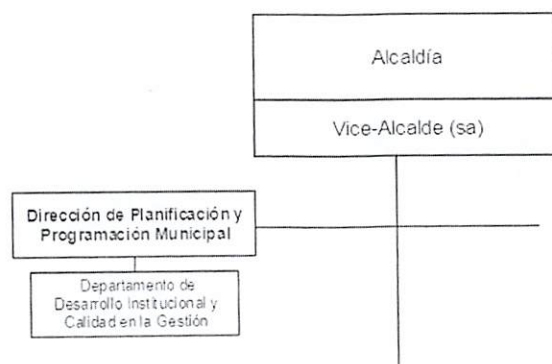 Alcaldía
Vice-Alcalde (sa)
Dirección de Planificación y
Programación Municipal
Departamento de
Desarrollo Institucional y
Calidad en la Gestión